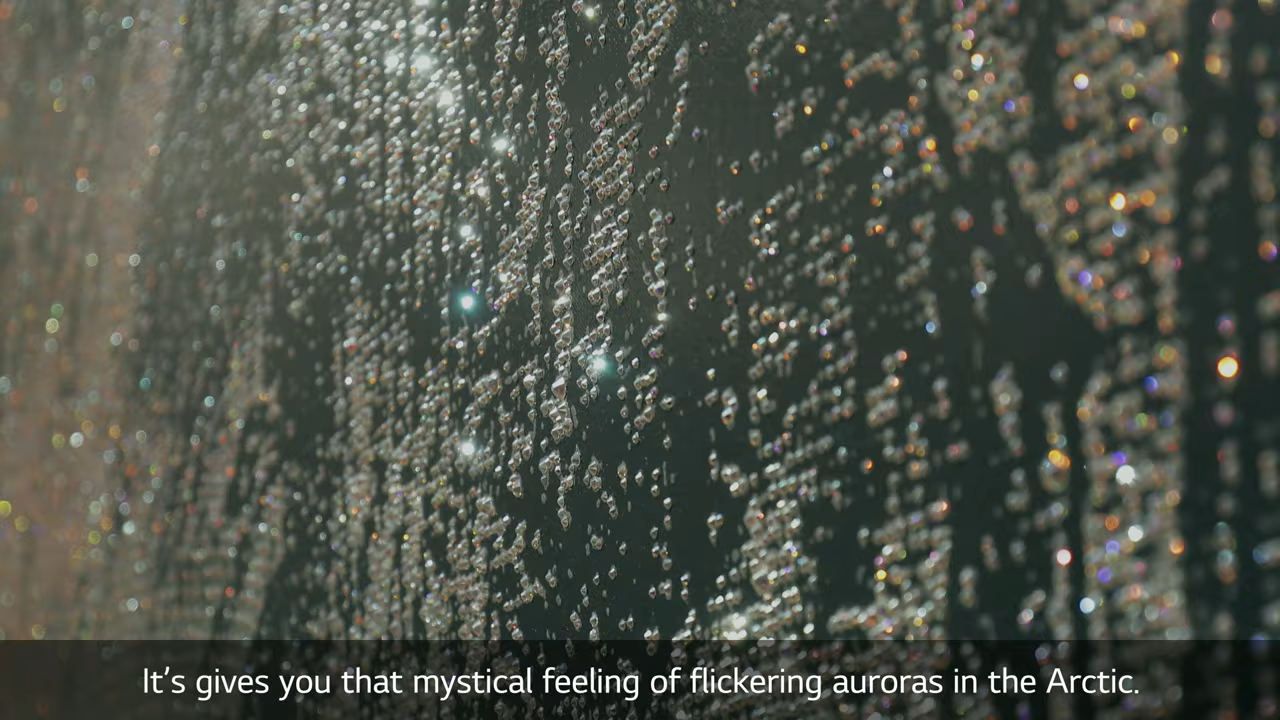 It’s gives you that mystical feeling of flickering auroras in the Arctic.